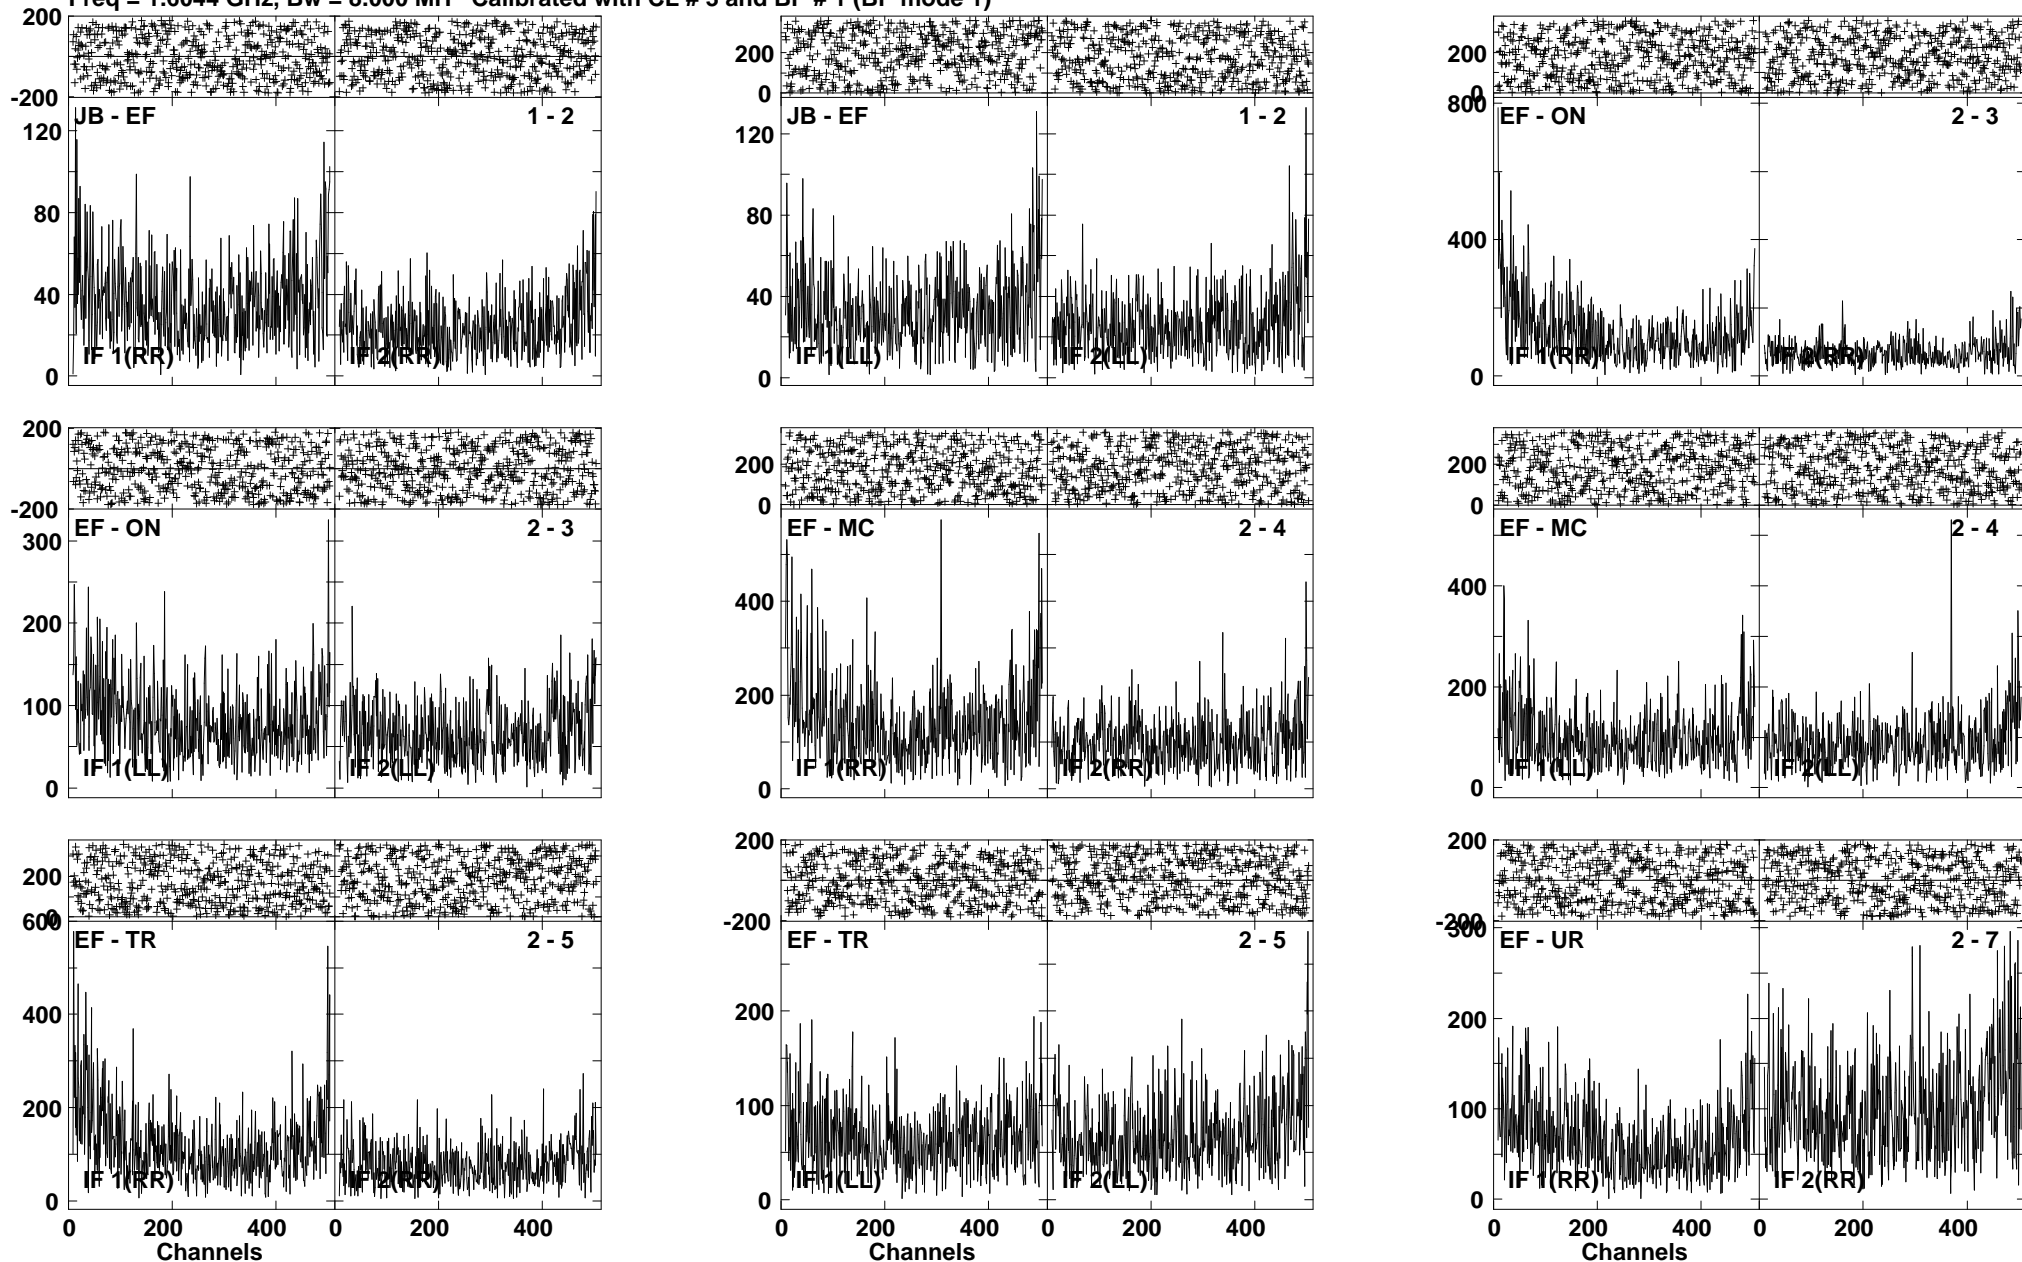 Freq = 1.6044 GHz, Bw = 8.000 MH Calibrated with CL # 3 and BP # 1 (BP mode 1)
200
-200
JB - EF
1 - 2
120
80
40
0
IF 1(RR)
IF 2(RR)
200
0
JB - EF
1 - 2
120
80
40
0
IF 1(LL)
IF 2(LL)
200
0
EF - ON
2 - 3
800
400
0
IF 1(RR)
IF 2(RR)
200
-200
EF - ON
2 - 3
300
200
100
0
IF 1(LL)
IF 2(LL)
200
0
EF - MC
2 - 4
400
200
0
IF 1(RR)
IF 2(RR)
200
0
EF - MC
2 - 4
400
200
0
IF 1(LL)
IF 2(LL)
200
0
EF - TR
2 - 5
600
400
200
0
IF 1(RR)
IF 2(RR)
0 200 400 0 200 400
Channels
200
-200
EF - TR
2 - 5
200
100
0
IF 1(LL)
IF 2(LL)
0 200 400 0 200 400
Channels
200
-200
EF - UR
2 - 7
300
200
100
0
IF 1(RR)
IF 2(RR)
0 200 400 0 200 400
Channels